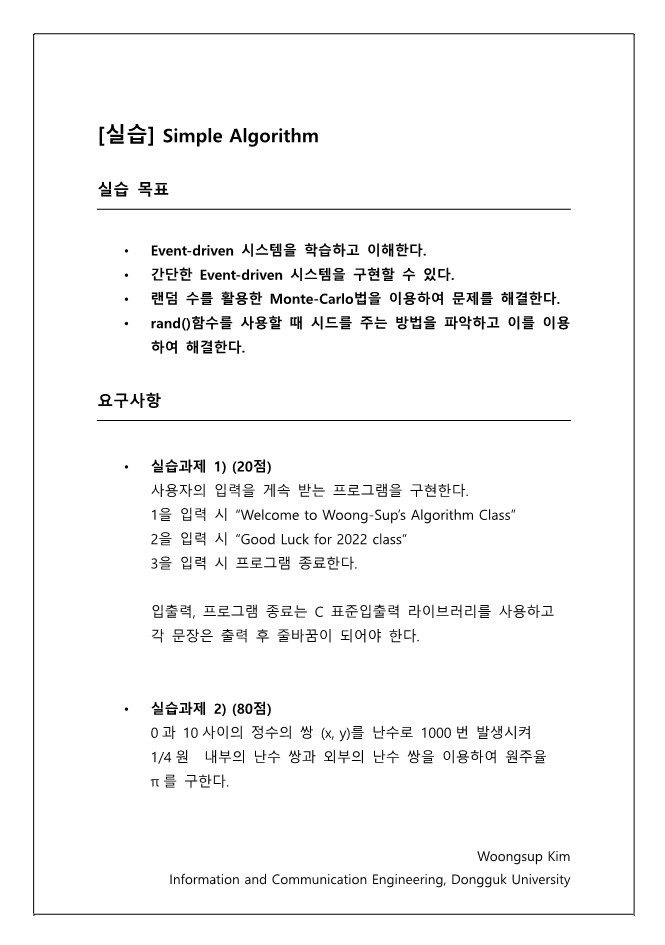 [실습] Simple Algorithm
실습 목표
• Event-driven 시스템을 학습하고 이해한다.
• 간단한 Event-driven 시스템을 구현할 수 있다.
• 랜덤 수를 활용한 Monte-Carlo법을 이용하여 문제를 해결한다.
• rand()함수를 사용할 때 시드를 주는 방법을 파악하고 이를 이용
하여 해결한다.
요구사항
• 실습과제 1) (20점)
사용자의 입력을 게속 받는 프로그램을 구현한다.
1을 입력 시 “Welcome to Woong-Sup’s Algorithm Class”
2을 입력 시 “Good Luck for 2022 class”
3을 입력 시 프로그램 종료한다.
입출력, 프로그램 종료는 C 표준입출력 라이브러리를 사용하고
각 문장은 출력 후 줄바꿈이 되어야 한다.
• 실습과제 2) (80점)
0 과 10 사이의 정수의 쌍 (x, y)를 난수로 1000 번 발생시켜
1/4 원 내부의 난수 쌍과 외부의 난수 쌍을 이용하여 원주율
π 를 구한다.
Woongsup Kim
Information and Communication Engineering, Dongguk University